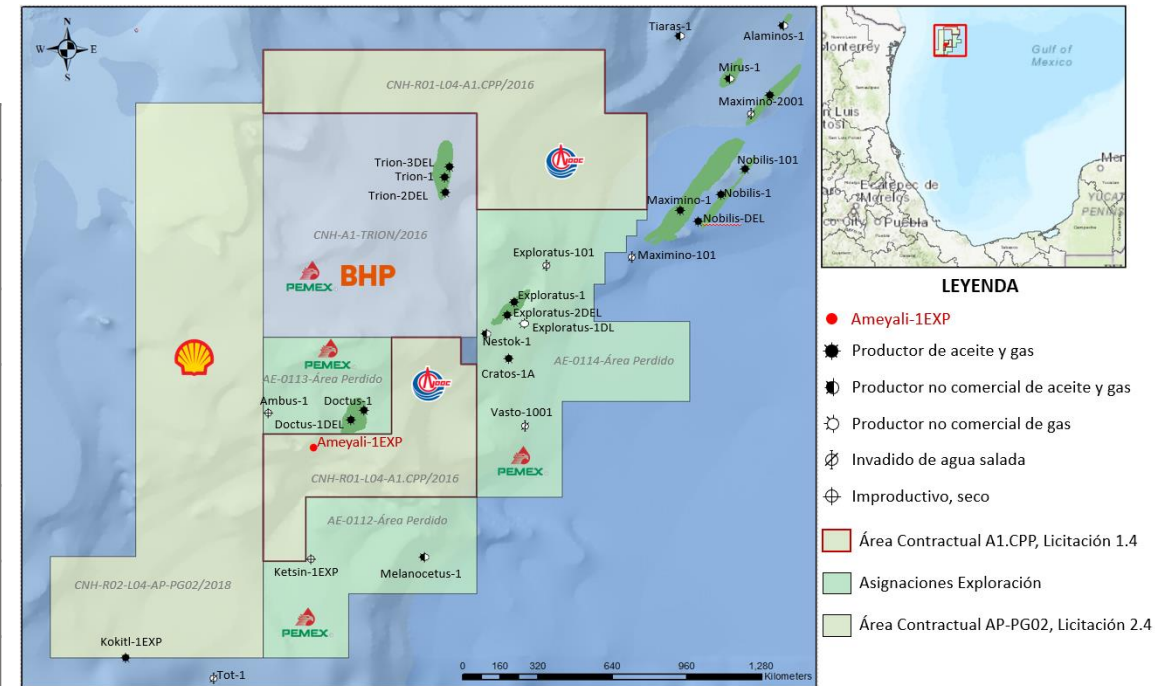 N
W
E
S
Tiaras-1
Alaminos-1
Mirus-1
Maximino-2001
CNH-R01-L04-A1.CPP/2016
Trion-3DEL
Trion-1
Trion-2DEL
Nobilis-101
Maximino-1
Nobilis-1
Nobilis-DEL
CNH-A1-TRION/2016
PEMEX
BHP
Exploratus-101
Maximino-101
Exploratus-1
Exploratus-2DEL
Exploratus-1DL
Nestok-1
Cratos-1A
PEMEX
AE-0113-Área Perdido
AE-0114-Área Perdido
Ambus-1
Doctus-1
Doctus-1DEL
Vasto-1001
Ameyali-1EXP
PEMEX
CNH-R01-L04-A1.CPP/2016
AE-0112-Área Perdido
Ketsin-1EXP
Melanocetus-1
CNH-R02-L04-AP-PG02/2018
PEMEX
Kokitl-1EXP
Tot-1
0 160 320 640 960 1,280
Kilometers
Monterrey
Gulf of
Mexico
San Luis
Ecatepec de
Morelos
Puebla
LEYENDA
Ameyali-1EXP
Productor de aceite y gas
Productor no comercial de aceite y gas
Productor no comercial de gas
Invadido de agua salada
Improductivo, seco
Área Contractual A1.CPP, Licitación 1.4
Asignaciones Exploración
Área Contractual AP-PG02, Licitación 2.4